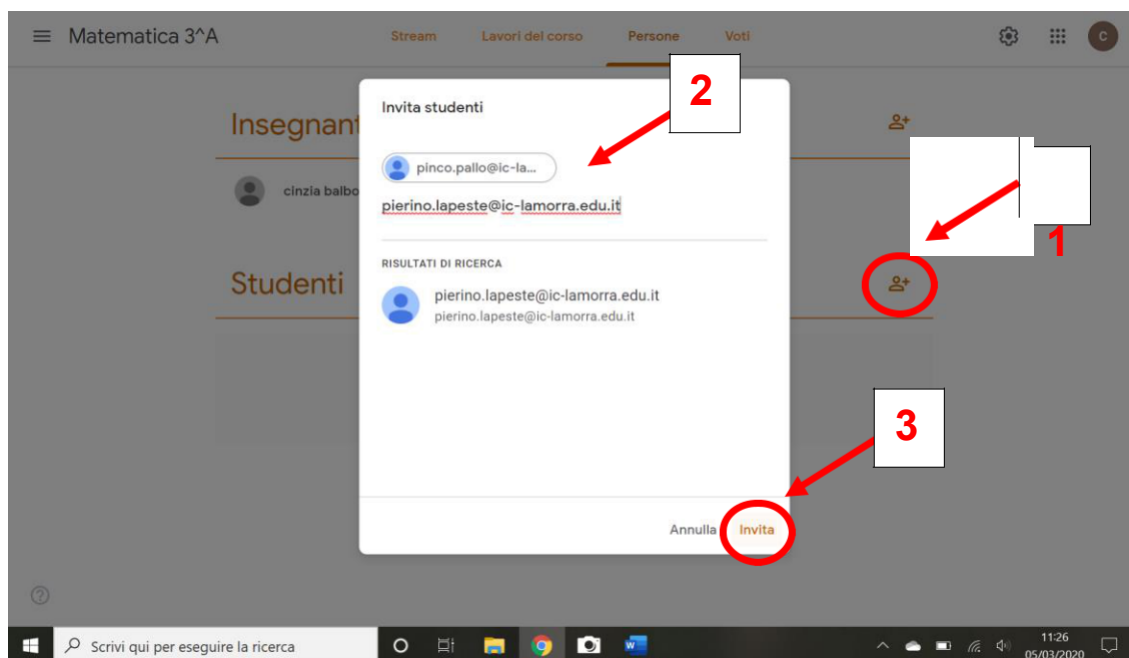 Matematica 3^A
Stream Lavori del corso Persone Voti
C
2
Invita studenti
Insegnant
pinco.pallo@ic-la...
cinzia balbo
pierino.lapeste@ic-lamorra.edu.it
1
RISULTATI DI RICERCA
Studenti
pierino.lapeste@ic-lamorra.edu.it
pierino.lapeste@ic-lamorra.edu.it
3
Annulla Invita
Scrivi qui per eseguire la ricerca
W
11:26
05/03/2020